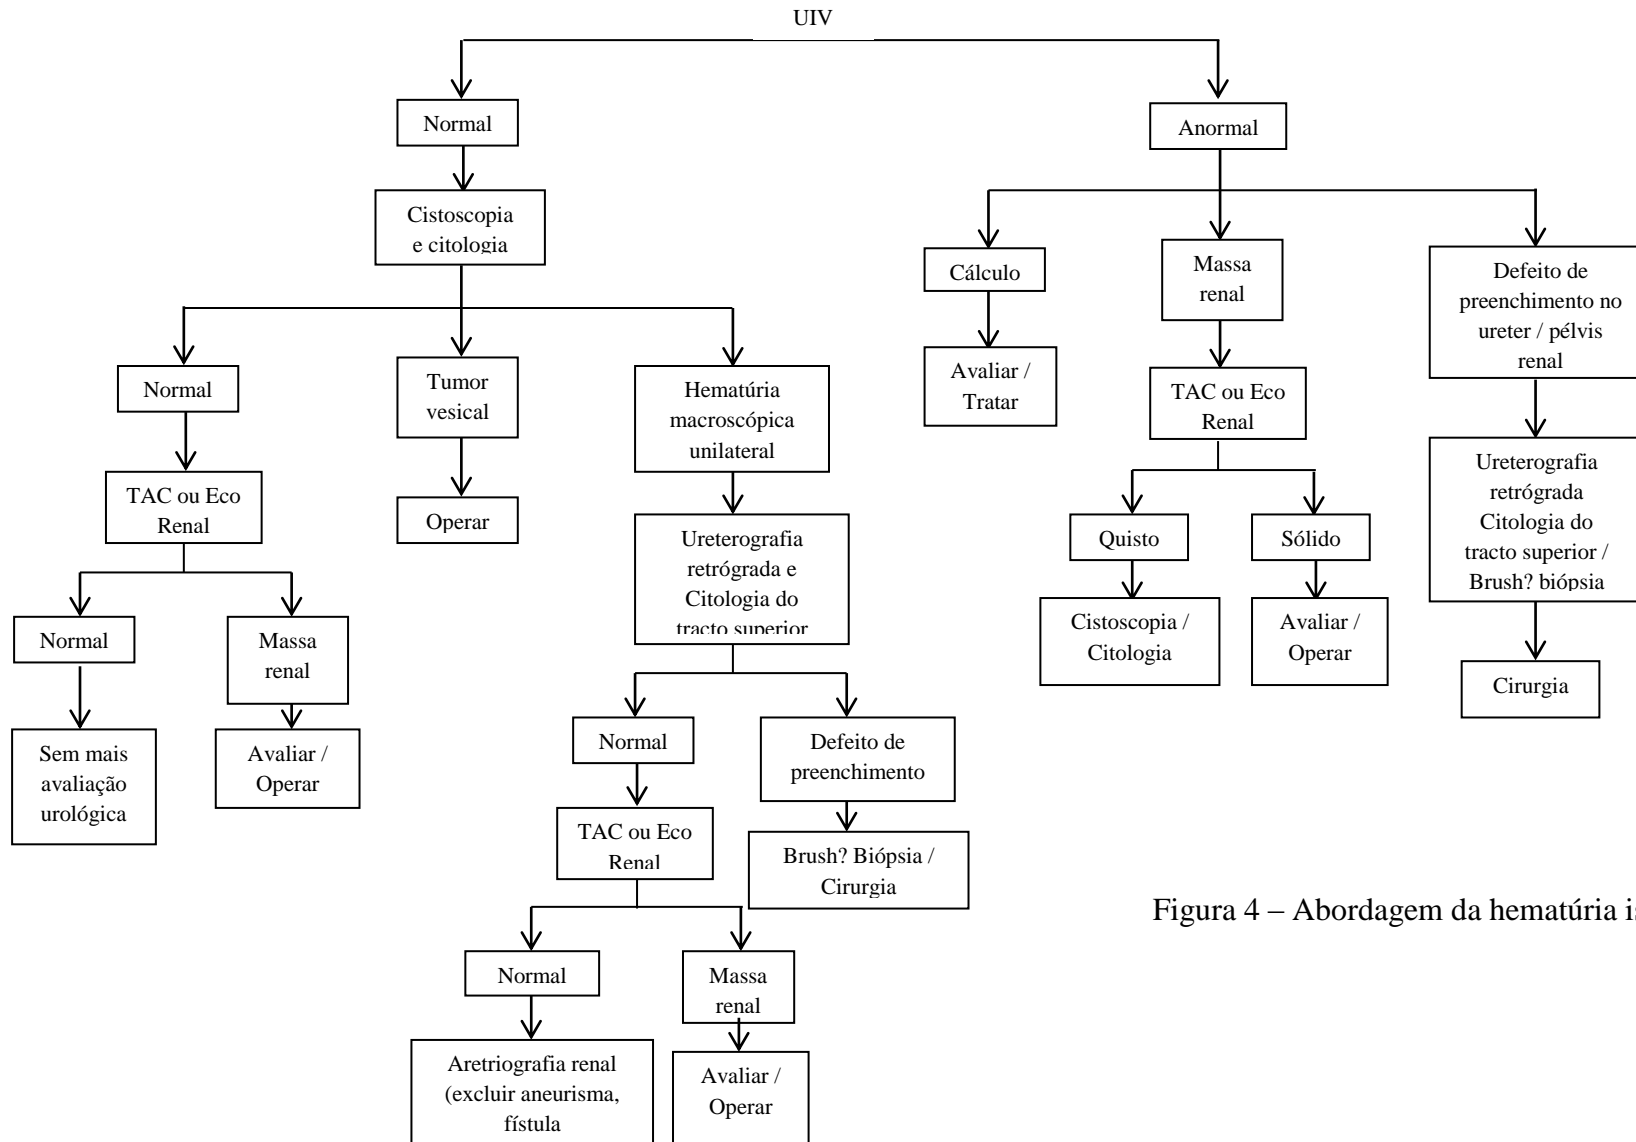 UIV
Normal
Anormal
Cistoscopia
e citologia
Cálculo
Massa
renal
Defeito de
preenchimento no
ureter / pélvis
renal
Normal
Tumor
vesical
Hematúria
macroscópica
unilateral
Avaliar /
Tratar
TAC ou Eco
Renal
TAC ou Eco
Renal
Operar
Ureterografia
retrógrada e
Citologia do
tracto superior
Quisto
Sólido
Ureterografia
retrógrada
Citologia do
tracto superior /
Brush? biópsia
Normal
Massa
renal
Cistoscopia /
Citologia
Avaliar /
Operar
Cirurgia
Sem mais
avaliação
urológica
Avaliar /
Operar
Normal
Defeito de
preenchimento
TAC ou Eco
Renal
Brush? Biópsia /
Cirurgia
Figura 4 – Abordagem da hematúria
Normal
Massa
renal
Aretriografia renal
(excluir aneurisma,
fístula
Avaliar /
Operar